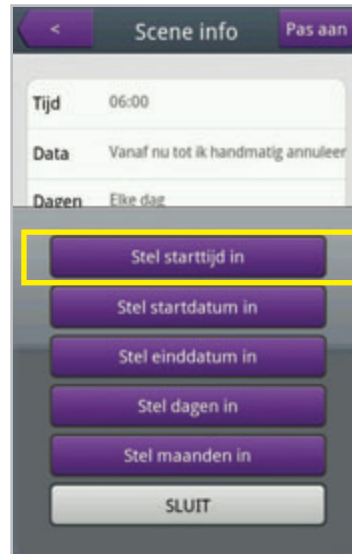 < Scene info Pas aan
Tijd 06:00
Data Vanaf nu tot ik handmatig annuleer
Dagen Elke dag
Stel starttijd in
Stel startdatum in
Stel einddatum in
Stel dagen in
Stel maanden in
SLUIT